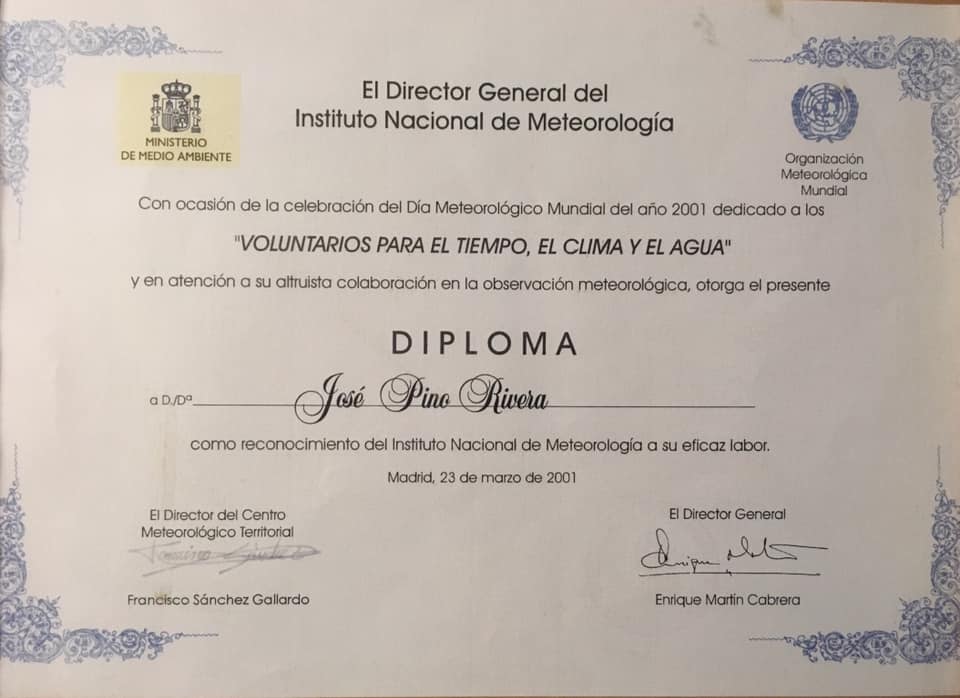 El Director General del
Instituto Nacional de Meteorología
MINISTERIO
DE MEDIO AMBIENTE
Organización
Meteorológica
Mundial
Con ocasión de la celebración del Día Meteorológico Mundial del año 2001 dedicado a los
"VOLUNTARIOS PARA EL TIEMPO, EL CLIMA Y EL AGUA"
y en atención a su altruista colaboración en la observación meteorológica, otorga el presente
DIPLOMA
a D./Dª José Pino Rivera
como reconocimiento del Instituto Nacional de Meteorología a su eficaz labor.
Madrid, 23 de marzo de 2001
El Director del Centro
Meteorológico Territorial
Francisco Sánchez Gallardo
El Director General
Enrique Martín Cabrera